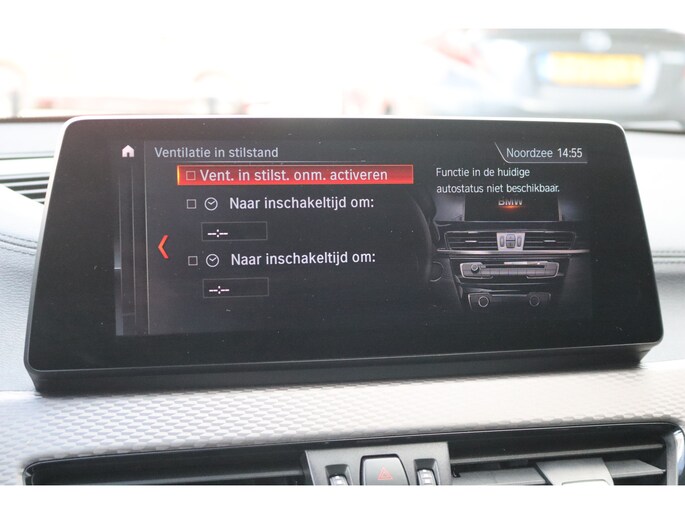 Ventilatie in stilstand
Noordzee 14:55
Vent. in stilst. onm. activeren
Naar inschakeltijd om:
--:--
Naar inschakeltijd om:
--:--
Functie in de huidige
autostatus niet beschikbaar.
BMW